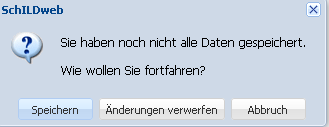 SchILDweb
Sie haben noch nicht alle Daten gespeichert.
Wie wollen Sie fortfahren?
Speichern Änderungen verwerfen Abbruch